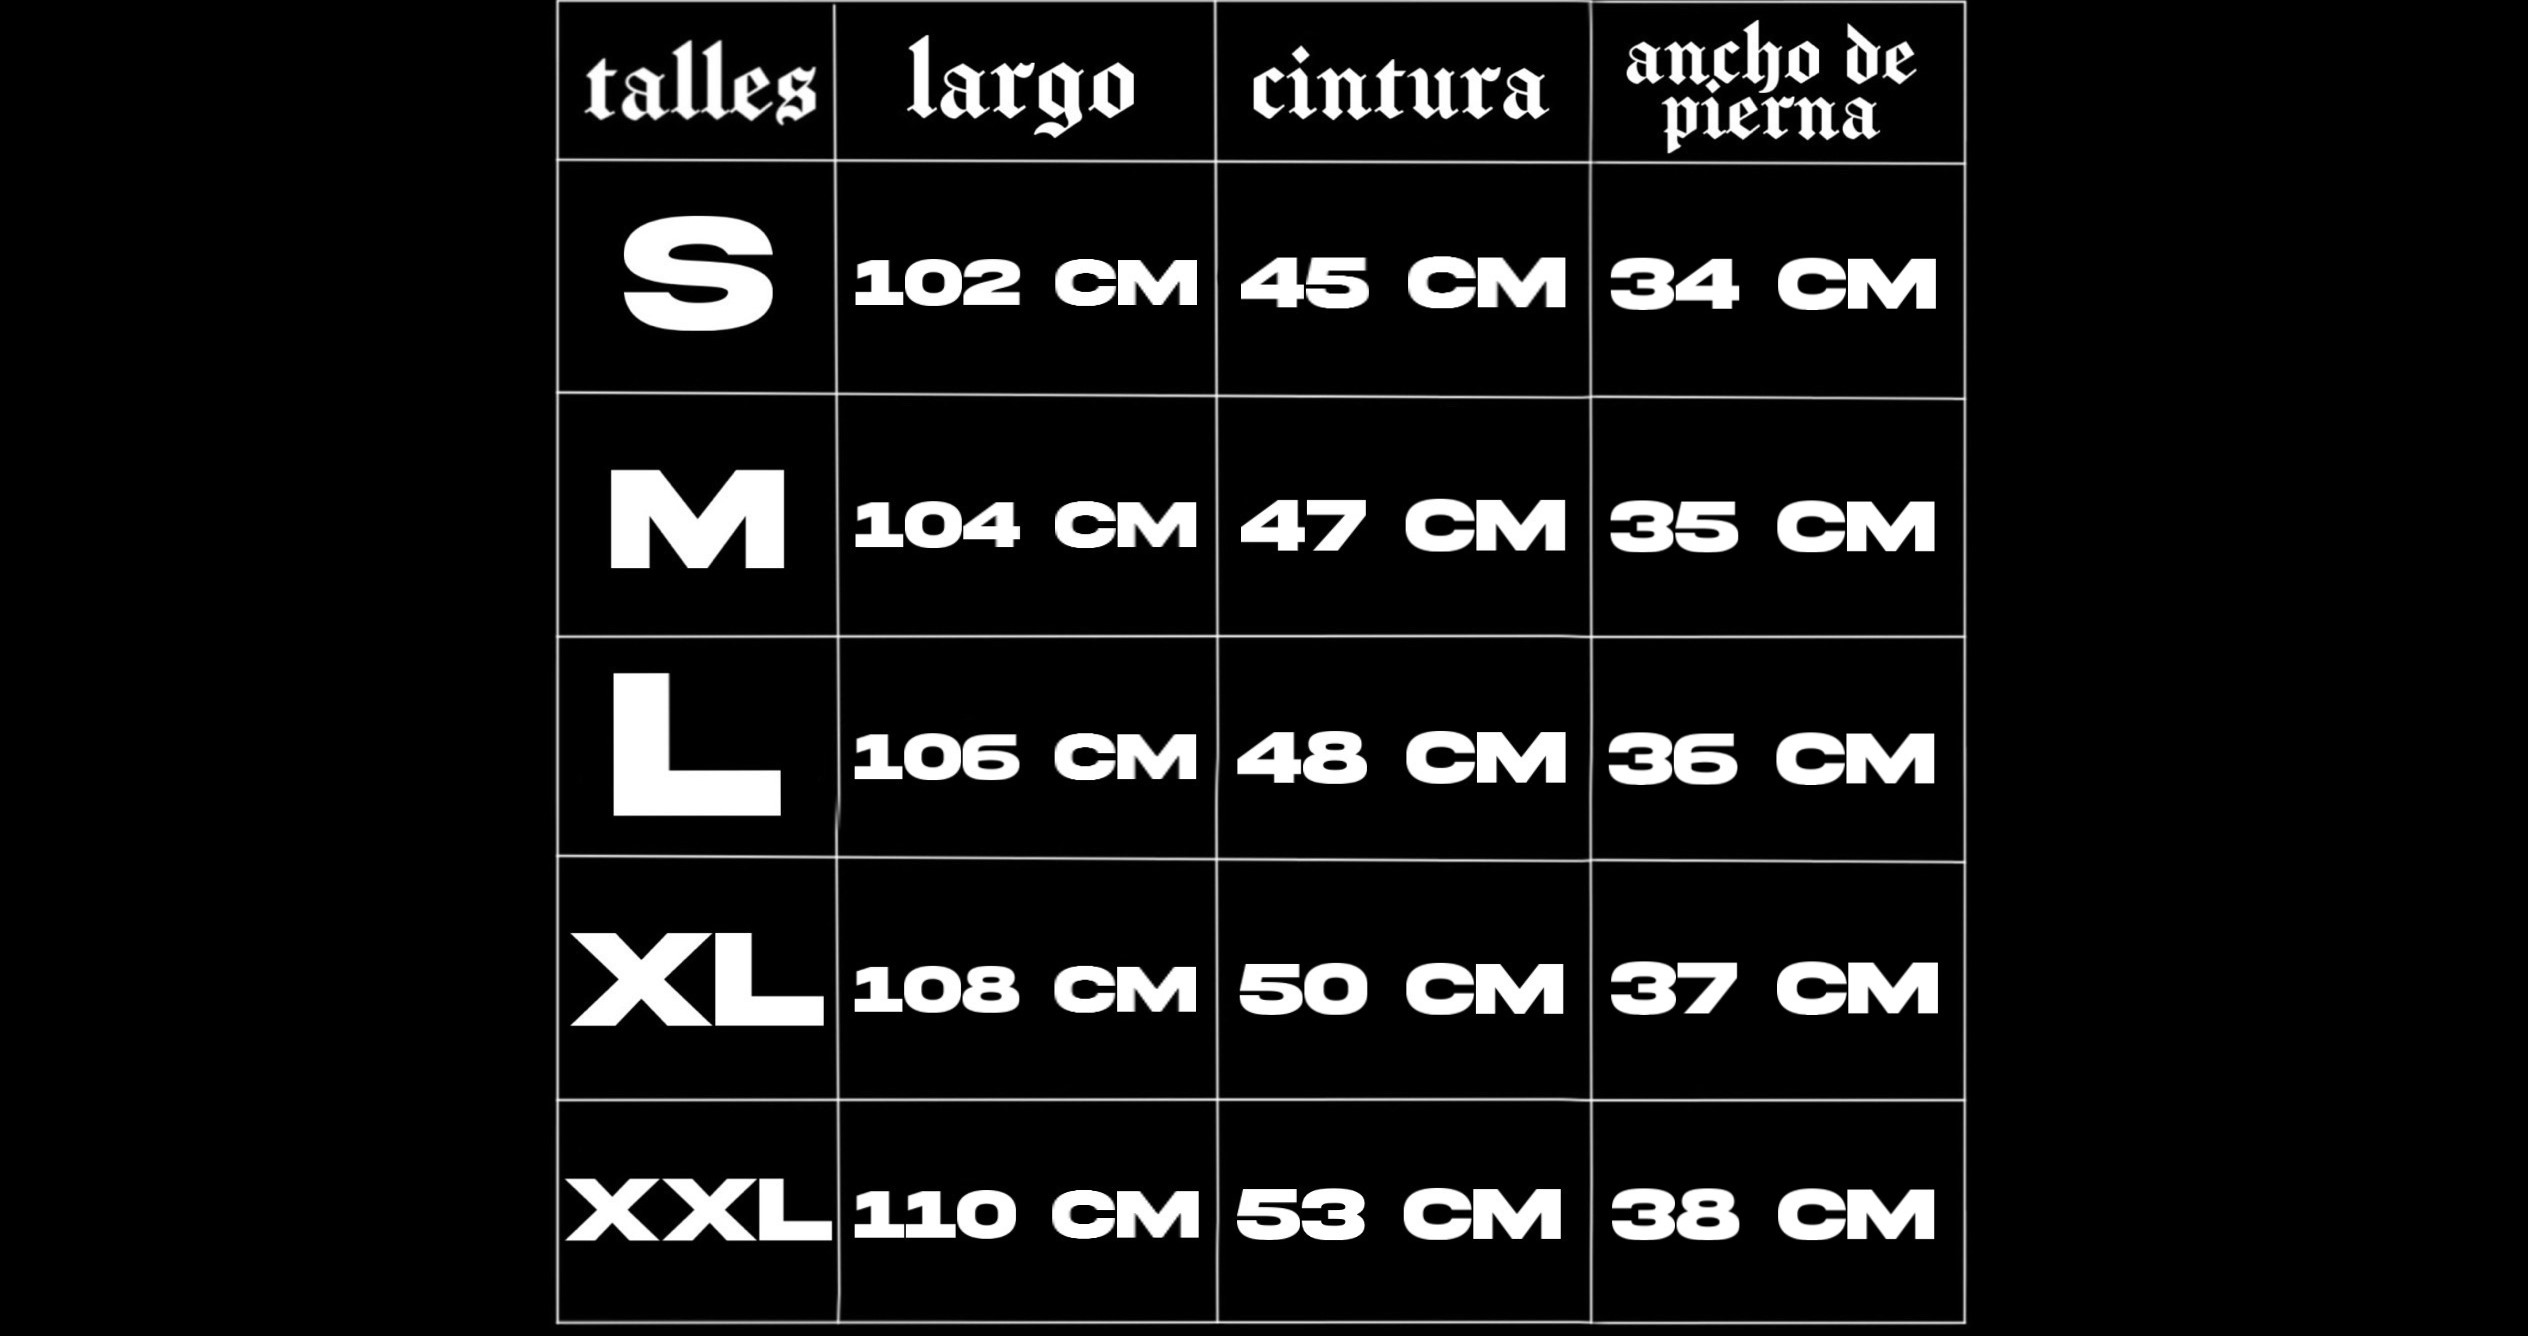 talles largo cintura ancho de
pierna
S 102 CM 45 CM 34 CM
M 104 CM 47 CM 35 CM
L 106 CM 48 CM 36 CM
XL 108 CM 50 CM 37 CM
XXL 110 CM 53 CM 38 CM